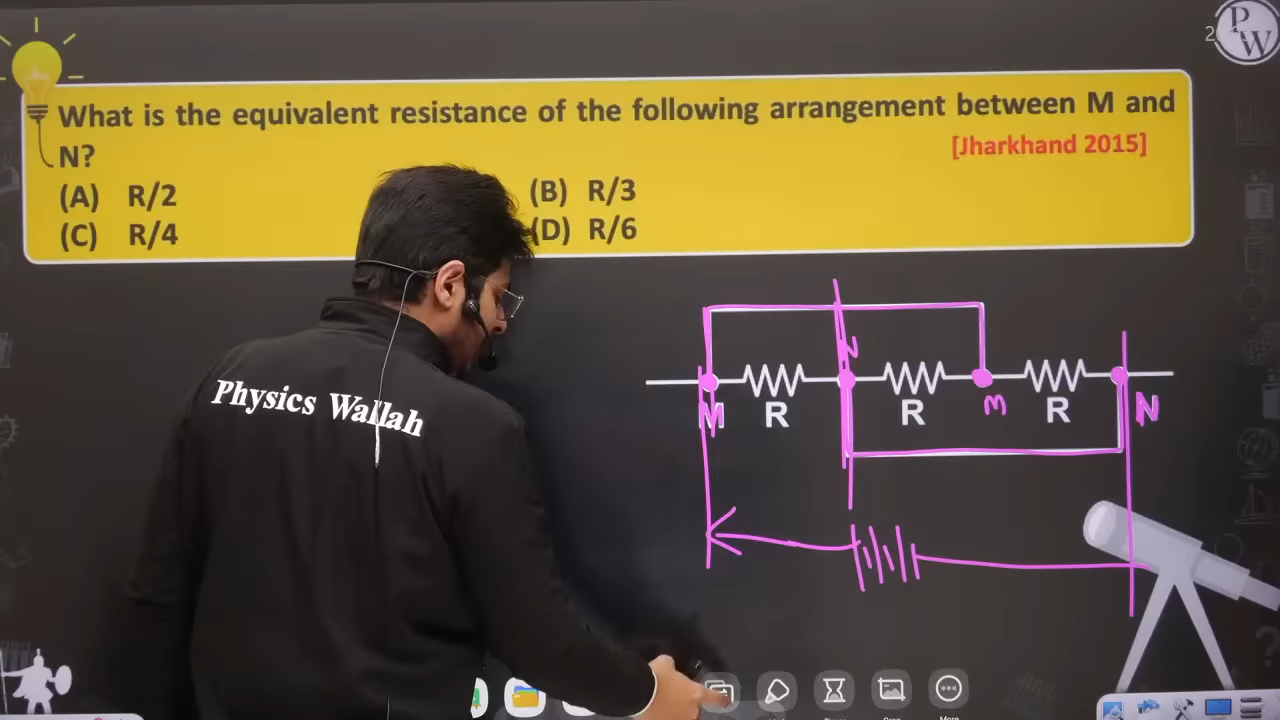 P
W
What is the equivalent resistance of the following arrangement between M and
N?
[Jharkhand 2015]
(A) R/2
(B) R/3
(C) R/4
(D) R/6
N
M
R
R
M
R
N
Physics Wallah
More